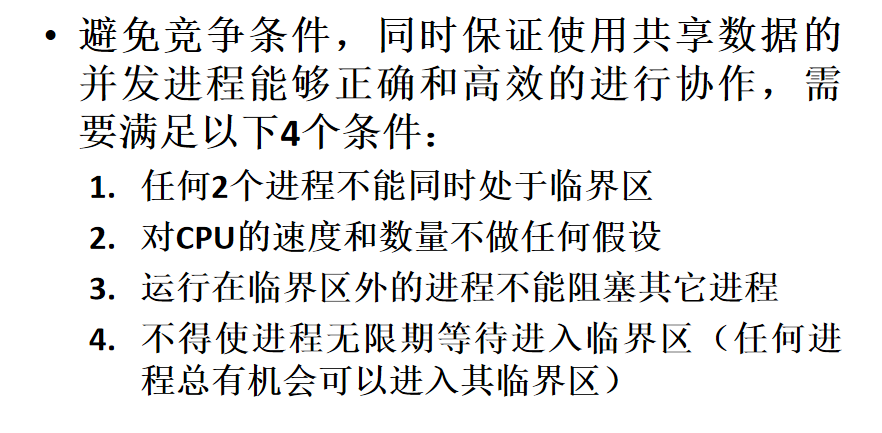 • 避免竞争条件，同时保证使用共享数据的
并发进程能够正确和高效的进行协作，需
要满足以下4个条件：
1. 任何2个进程不能同时处于临界区
2. 对CPU的速度和数量不做任何假设
3. 运行在临界区外的进程不能阻塞其它进程
4. 不得使进程无限期等待进入临界区（任何进
程总有机会可以进入其临界区）